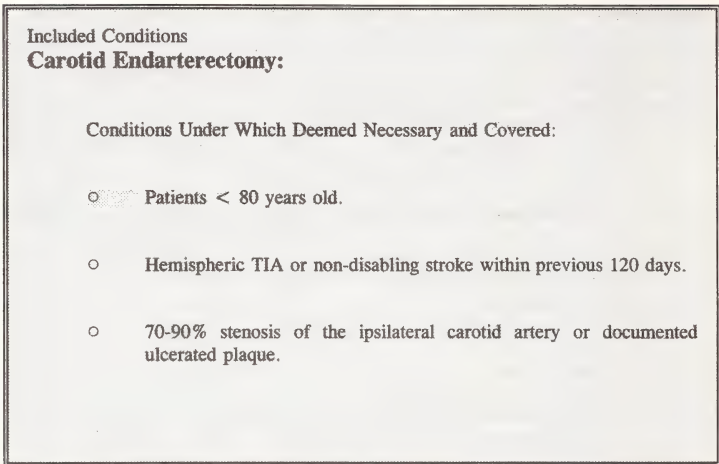 Included Conditions
Carotid Endarterectomy:
Conditions Under Which Deemed Necessary and Covered:
o Patients < 80 years old.
o Hemispheric TIA or non-disabling stroke within previous 120 days.
o 70-90% stenosis of the ipsilateral carotid artery or documented
ulcerated plaque.